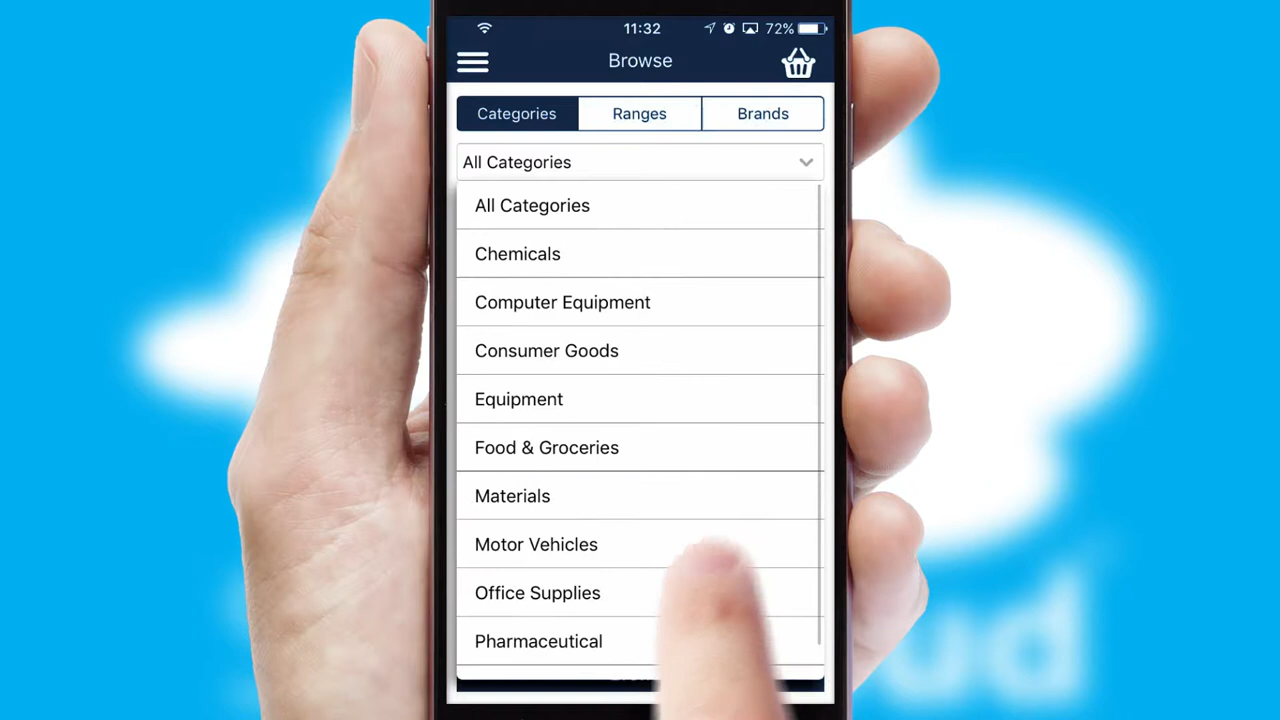 11:32
72%
Browse
Categories
Ranges
Brands
All Categories
All Categories
Chemicals
Computer Equipment
Consumer Goods
Equipment
Food & Groceries
Materials
Motor Vehicles
Office Supplies
Pharmaceutical